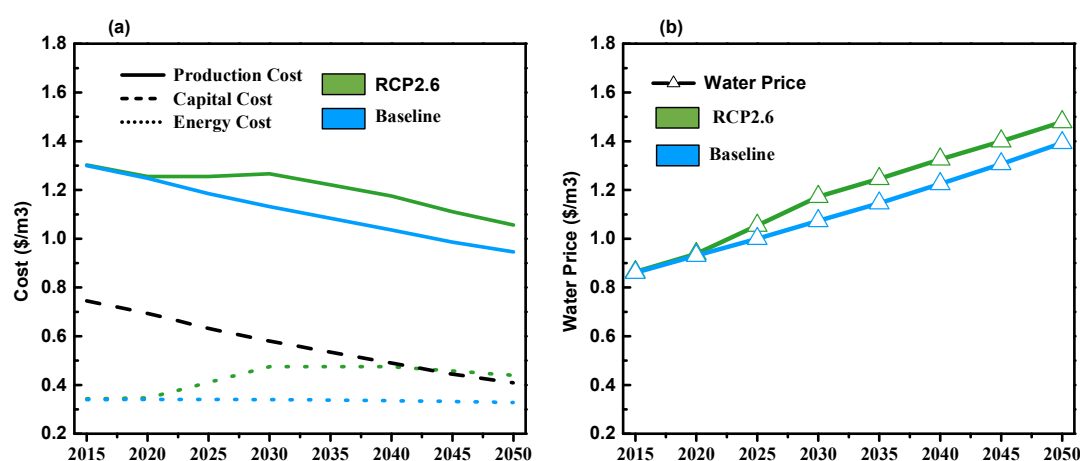 (a)
Cost ($/m3)
1.8
1.6
1.4
1.2
1.0
0.8
0.6
0.4
0.2
Production Cost
Capital Cost
Energy Cost
RCP2.6
Baseline
2015 2020 2025 2030 2035 2040 2045 2050
(b)
Water Price ($/m3)
1.8
1.6
1.4
1.2
1.0
0.8
0.6
0.4
0.2
Water Price
RCP2.6
Baseline
2015 2020 2025 2030 2035 2040 2045 2050